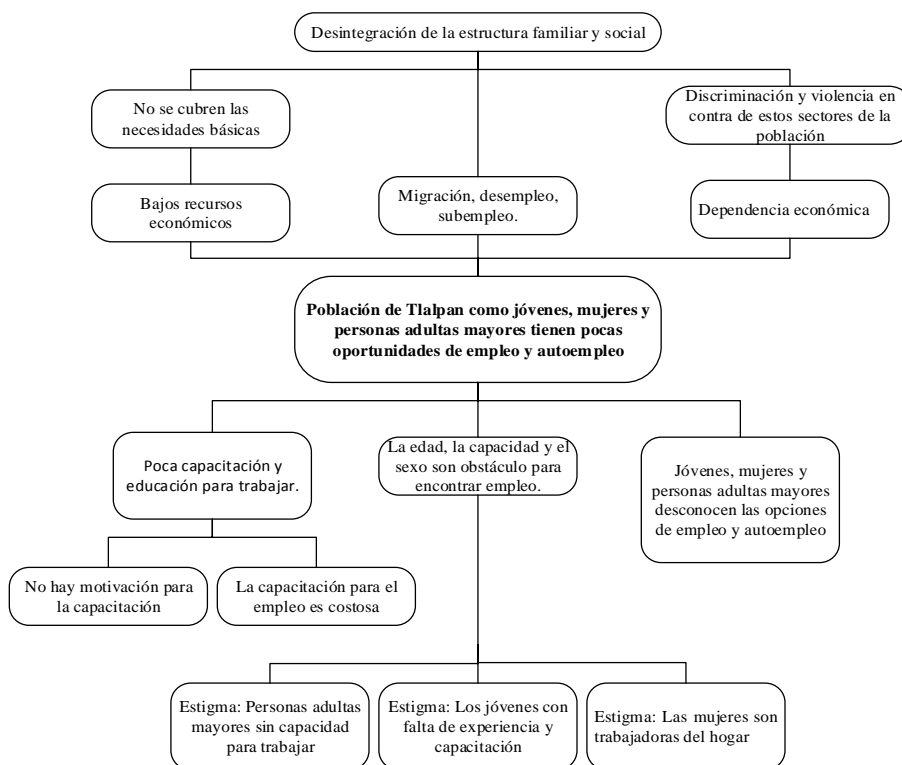 Desintegración de la estructura familiar y social
No se cubren las
necesidades básicas
Discriminación y violencia en
contra de estos sectores de la
población
Bajos recursos
económicos
Migración, desempleo,
subempleo.
Dependencia económica
Población de Tlalpan como jóvenes, mujeres y
personas adultas mayores tienen pocas
oportunidades de empleo y autoempleo
Poca capacitación y
educación para trabajar.
La edad, la capacidad y el
sexo son obstáculo para
encontrar empleo.
Jóvenes, mujeres y
personas adultas mayores
desconocen las opciones
de empleo y autoempleo
No hay motivación para
la capacitación
La capacitación para el
empleo es costosa
Estigma: Personas adultas
mayores sin capacidad
para trabajar
Estigma: Los jóvenes con
falta de experiencia y
capacitación
Estigma: Las mujeres son
trabajadoras del hogar